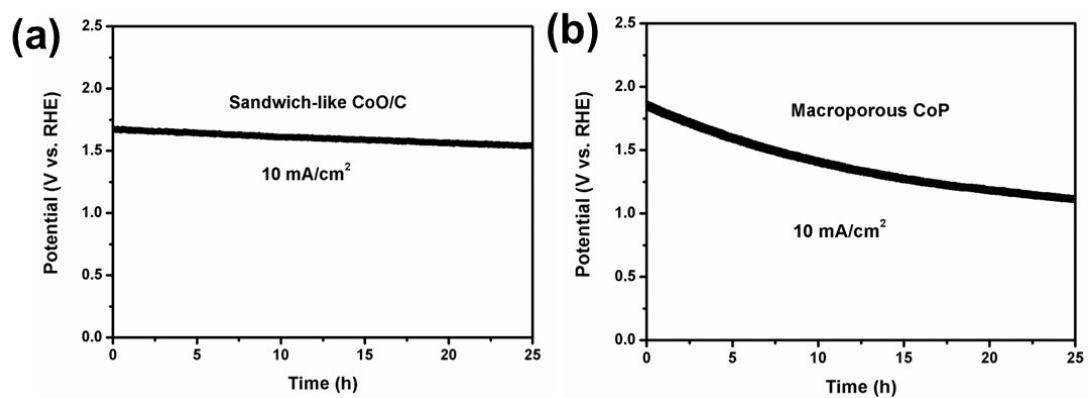 (a)
2.5
2.0
1.5
1.0
0.5
0.0
Potential (V vs. RHE)
Sandwich-like CoO/C
10 mA/cm²
0 5 10 15 20 25
Time (h)
(b)
2.5
2.0
1.5
1.0
0.5
0.0
Potential (V vs. RHE)
Macroporous CoP
10 mA/cm²
0 5 10 15 20 25
Time (h)